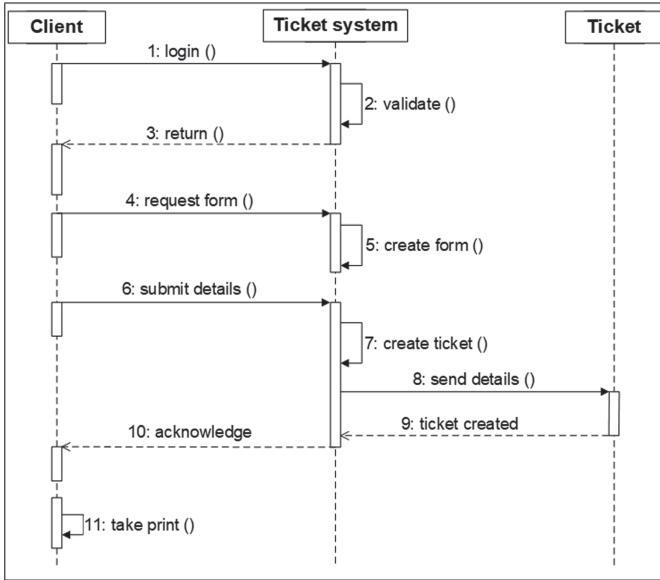 Client
Ticket system
Ticket
1: login ()
2: validate ()
3: return ()
4: request form ()
5: create form ()
6: submit details ()
7: create ticket ()
8: send details ()
9: ticket created
10: acknowledge
11: take print ()